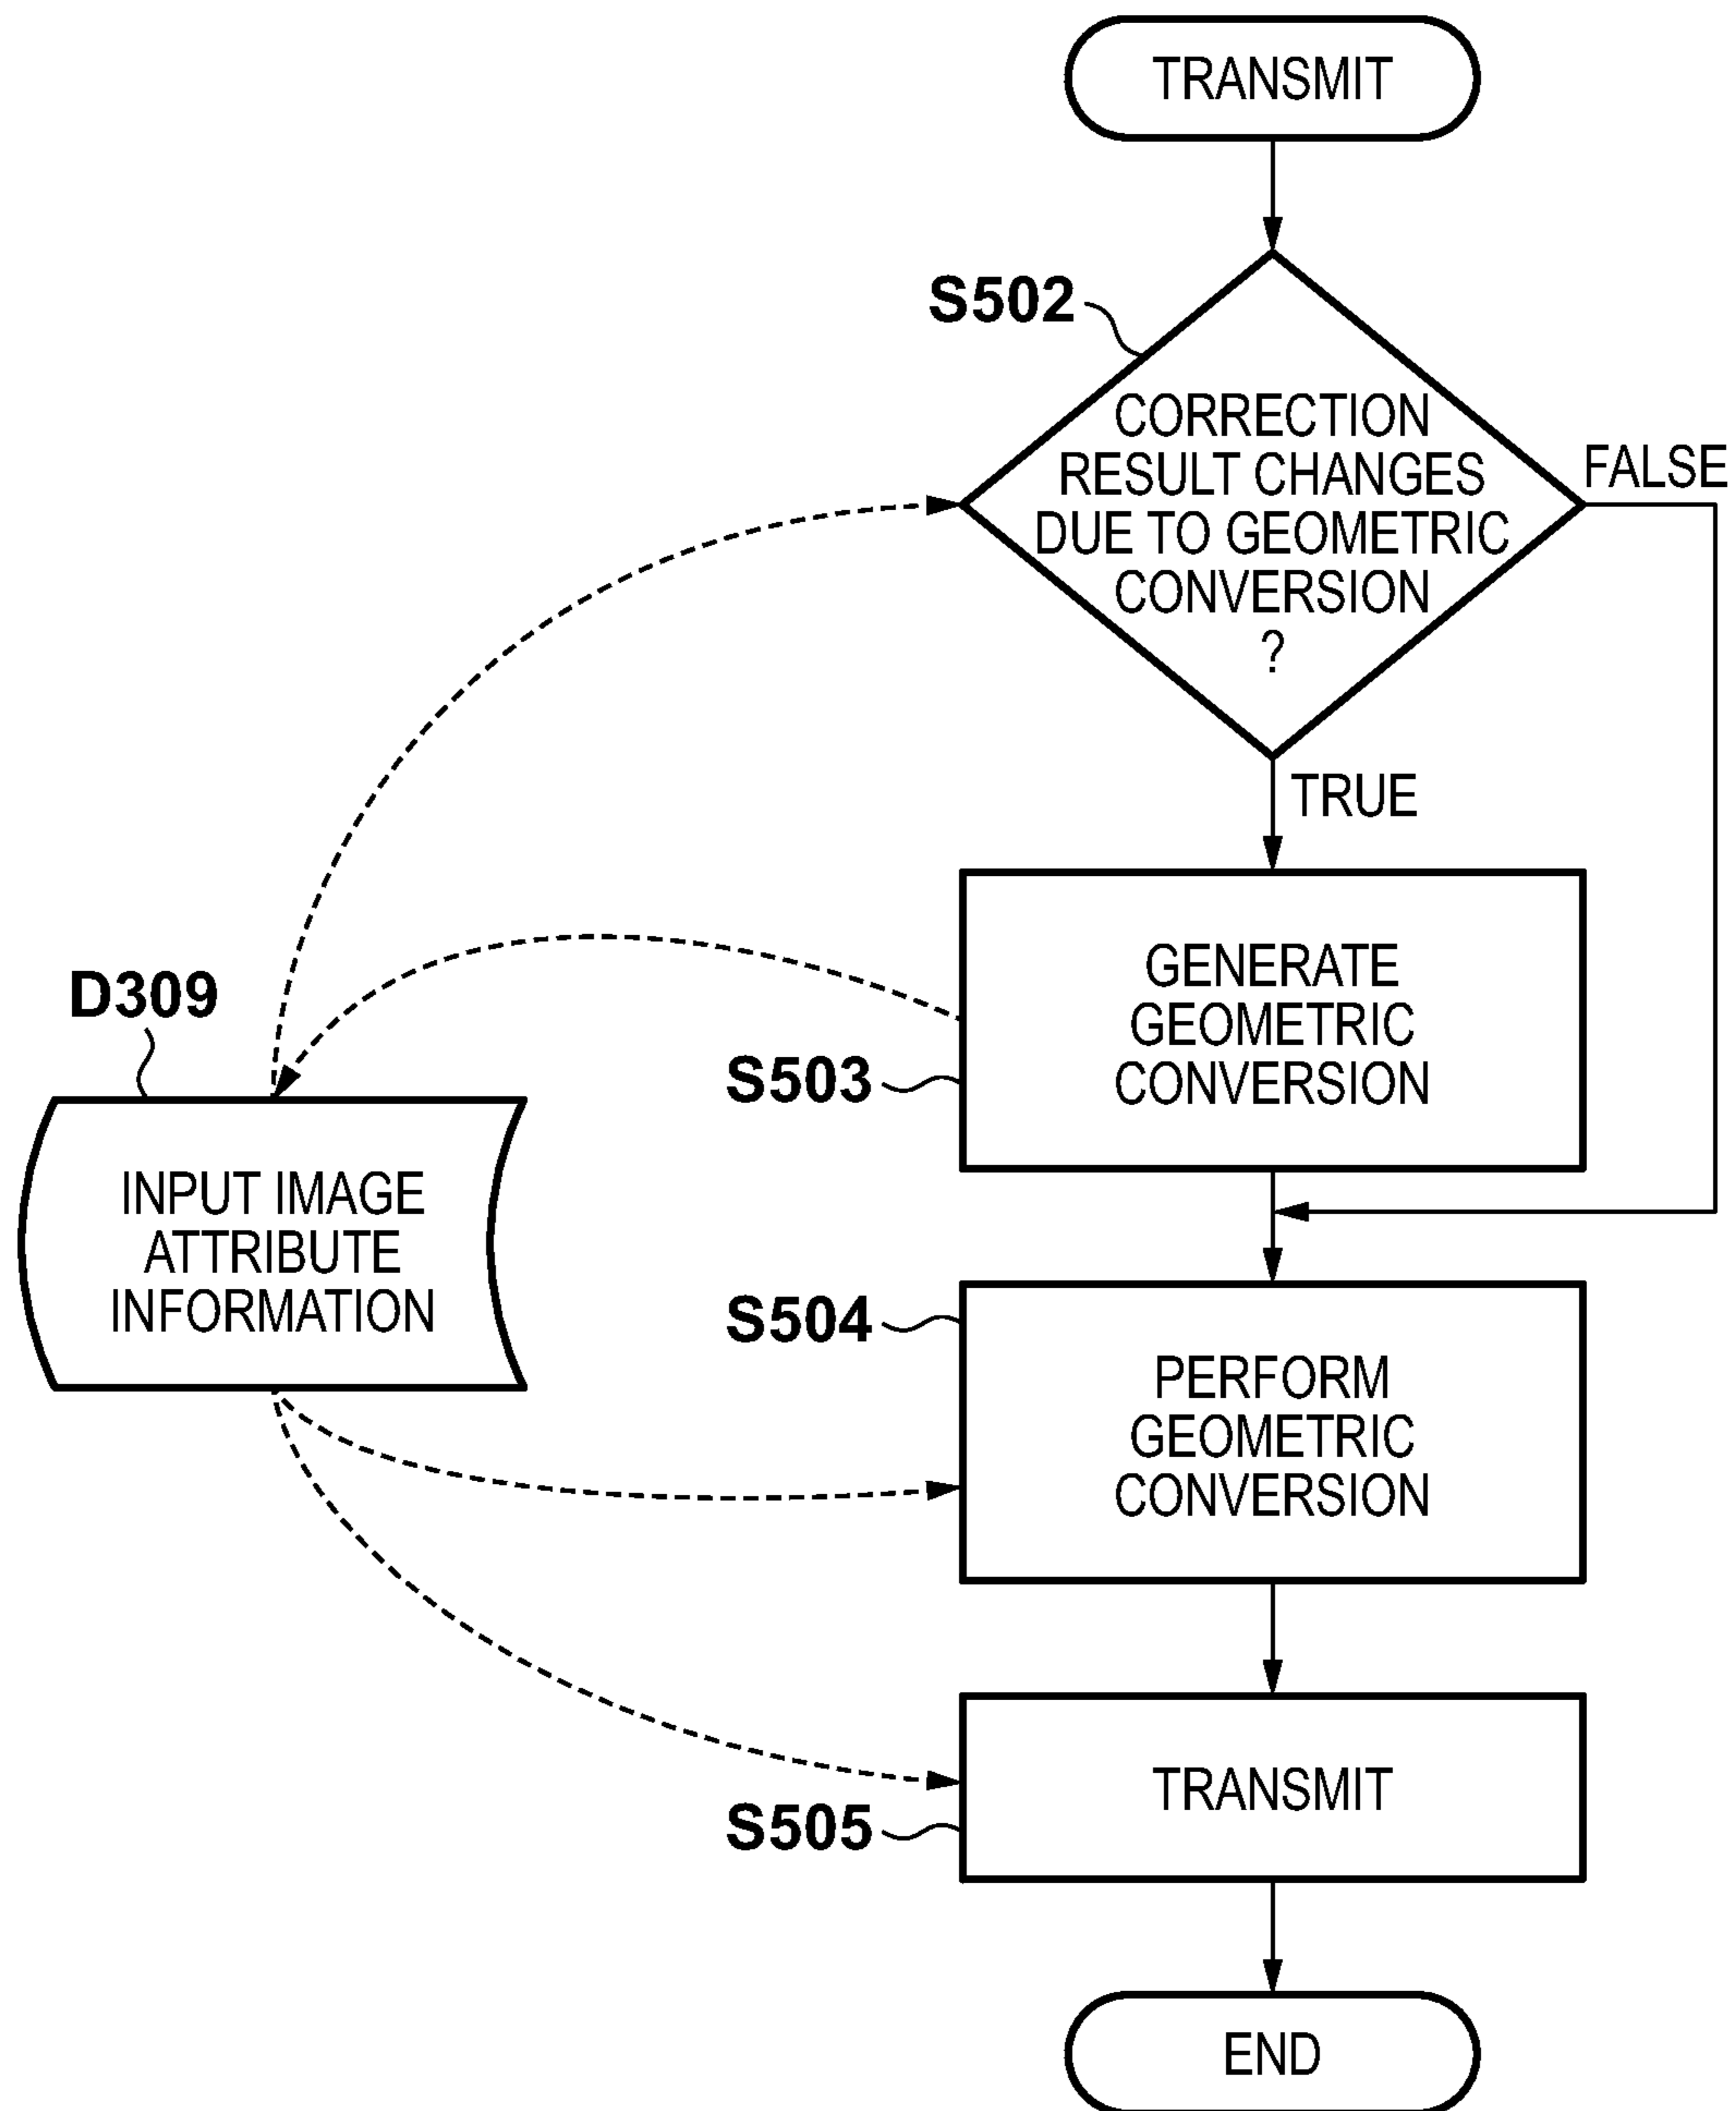 TRANSMIT
S502
CORRECTION
RESULT CHANGES
DUE TO GEOMETRIC
CONVERSION
?
FALSE
TRUE
GENERATE
GEOMETRIC
CONVERSION
S503
D309
INPUT IMAGE
ATTRIBUTE
INFORMATION
S504
PERFORM
GEOMETRIC
CONVERSION
TRANSMIT
S505
END